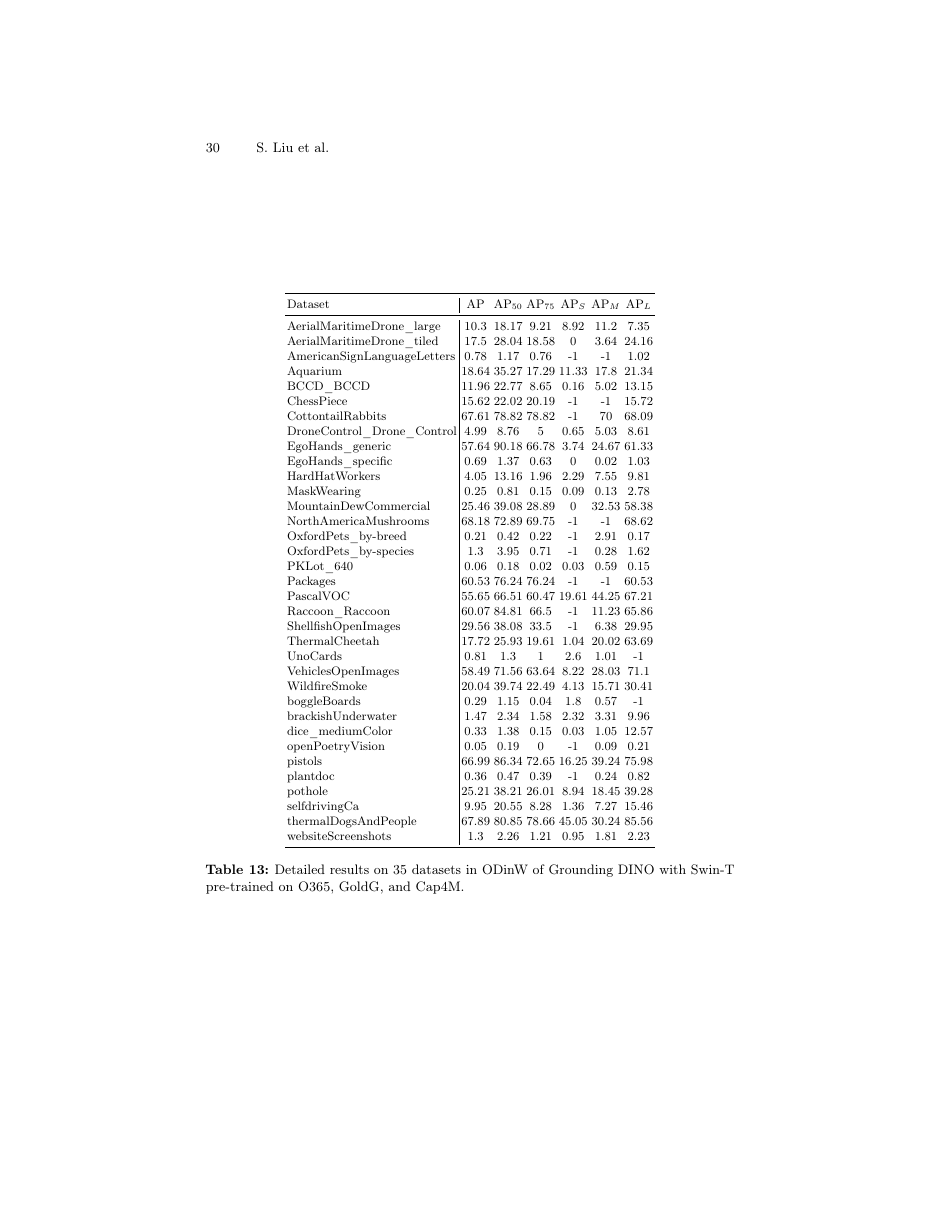 30 S. Liu et al.
Dataset AP AP50 AP75 APS APM APL
AerialMaritimeDrone_large 10.3 18.17 9.21 8.92 11.2 7.35
AerialMaritimeDrone_tiled 17.5 28.04 18.58 0 3.64 24.16
AmericanSignLanguageLetters 0.78 1.17 0.76 -1 -1 1.02
Aquarium 18.64 35.27 17.29 11.33 17.8 21.34
BCCD_BCCD 11.96 22.77 8.65 0.16 5.02 13.15
ChessPiece 15.62 22.02 20.19 -1 -1 15.72
CottontailRabbits 67.61 78.82 78.82 -1 70 68.09
DroneControl_Drone_Control 4.99 8.76 5 0.65 5.03 8.61
EgoHands_generic 57.64 90.18 66.78 3.74 24.67 61.33
EgoHands_specific 0.69 1.37 0.63 0 0.02 1.03
HardHatWorkers 4.05 13.16 1.96 2.29 7.55 9.81
MaskWearing 0.25 0.81 0.15 0.09 0.13 2.78
MountainDewCommercial 25.46 39.08 28.89 0 32.53 58.38
NorthAmericaMushrooms 68.18 72.89 69.75 -1 -1 68.62
OxfordPets_by-breed 0.21 0.42 0.22 -1 2.91 0.17
OxfordPets_by-species 1.3 3.95 0.71 -1 0.28 1.62
PKLot_640 0.06 0.18 0.02 0.03 0.59 0.15
Packages 60.53 76.24 76.24 -1 -1 60.53
PascalVOC 55.65 66.51 60.47 19.61 44.25 67.21
Raccoon_Raccoon 60.07 84.81 66.5 -1 11.23 65.86
ShellfishOpenImages 29.56 38.08 33.5 -1 6.38 29.95
ThermalCheetah 17.72 25.93 19.61 1.04 20.02 63.69
UnoCards 0.81 1.3 1 2.6 1.01 -1
VehiclesOpenImages 58.49 71.56 63.64 8.22 28.03 71.1
WildfireSmoke 20.04 39.74 22.49 4.13 15.71 30.41
boggleBoards 0.29 1.15 0.04 1.8 0.57 -1
brackishUnderwater 1.47 2.34 1.58 2.32 3.31 9.96
dice_mediumColor 0.33 1.38 0.15 0.03 1.05 12.57
openPoetryVision 0.05 0.19 0 -1 0.09 0.21
pistols 66.99 86.34 72.65 16.25 39.24 75.98
plantdoc 0.36 0.47 0.39 -1 0.24 0.82
pothole 25.21 38.21 26.01 8.94 18.45 39.28
selfdrivingCa 9.95 20.55 8.28 1.36 7.27 15.46
thermalDogsAndPeople 67.89 80.85 78.66 45.05 30.24 85.56
websiteScreenshots 1.3 2.26 1.21 0.95 1.81 2.23
Table 13: Detailed results on 35 datasets in ODinW of Grounding DINO with Swin-T
pre-trained on O365, GoldG, and Cap4M.